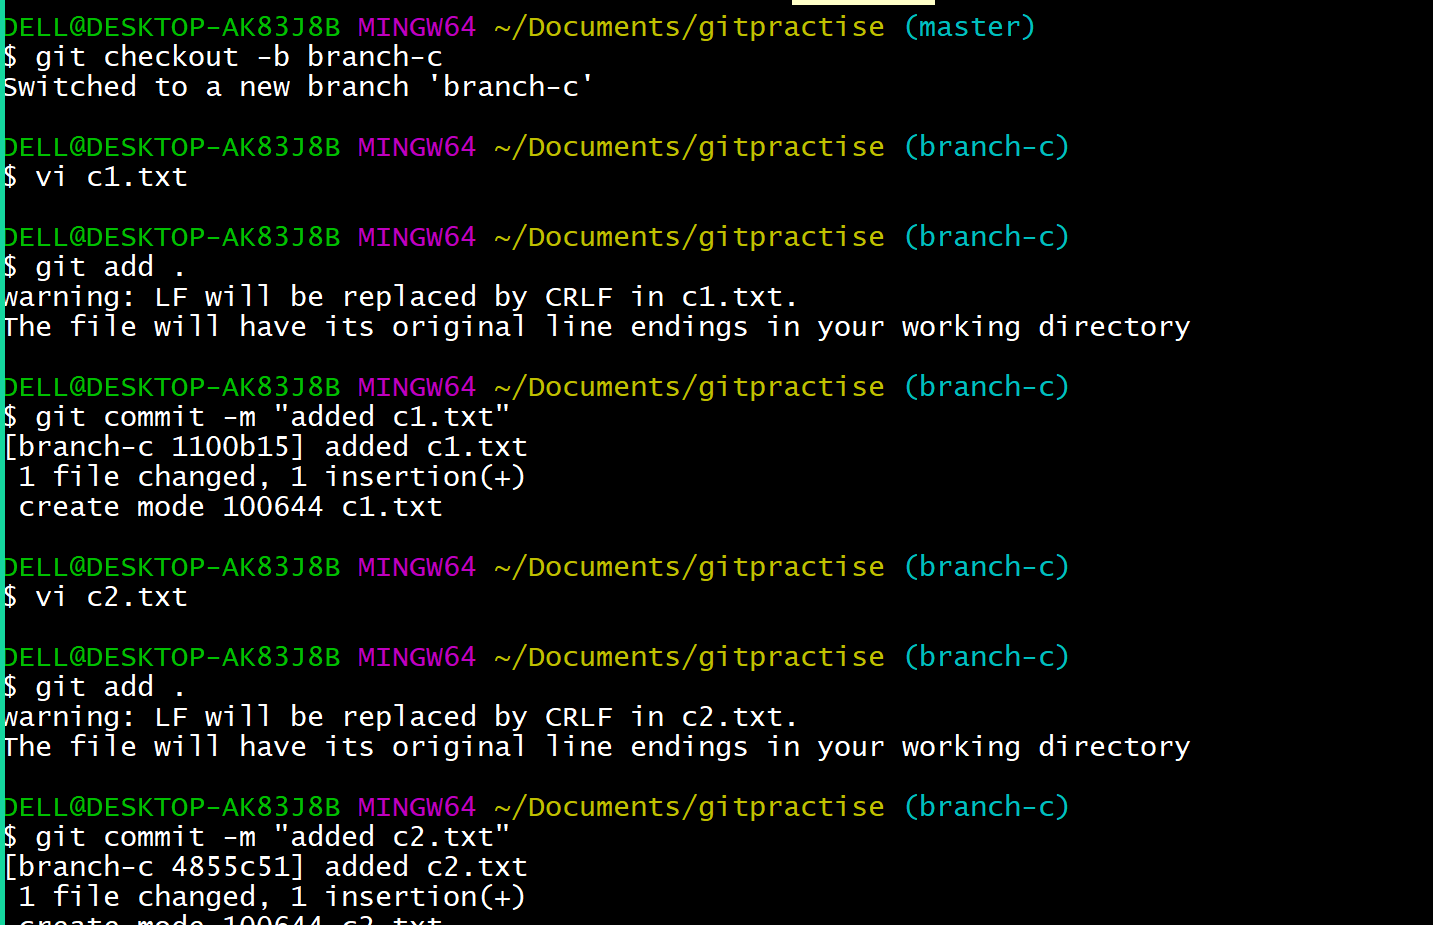 DELL@DESKTOP-AK83J8B MINGW64 ~/Documents/gitpractise (master)
$ git checkout -b branch-c
Switched to a new branch 'branch-c'
DELL@DESKTOP-AK83J8B MINGW64 ~/Documents/gitpractise (branch-c)
$ vi c1.txt
DELL@DESKTOP-AK83J8B MINGW64 ~/Documents/gitpractise (branch-c)
$ git add .
warning: LF will be replaced by CRLF in c1.txt.
The file will have its original line endings in your working directory
DELL@DESKTOP-AK83J8B MINGW64 ~/Documents/gitpractise (branch-c)
$ git commit -m "added c1.txt"
[branch-c 1100b15] added c1.txt
 1 file changed, 1 insertion(+)
 create mode 100644 c1.txt
DELL@DESKTOP-AK83J8B MINGW64 ~/Documents/gitpractise (branch-c)
$ vi c2.txt
DELL@DESKTOP-AK83J8B MINGW64 ~/Documents/gitpractise (branch-c)
$ git add .
warning: LF will be replaced by CRLF in c2.txt.
The file will have its original line endings in your working directory
DELL@DESKTOP-AK83J8B MINGW64 ~/Documents/gitpractise (branch-c)
$ git commit -m "added c2.txt"
[branch-c 4855c51] added c2.txt
 1 file changed, 1 insertion(+)
 create mode 100644 c2.txt